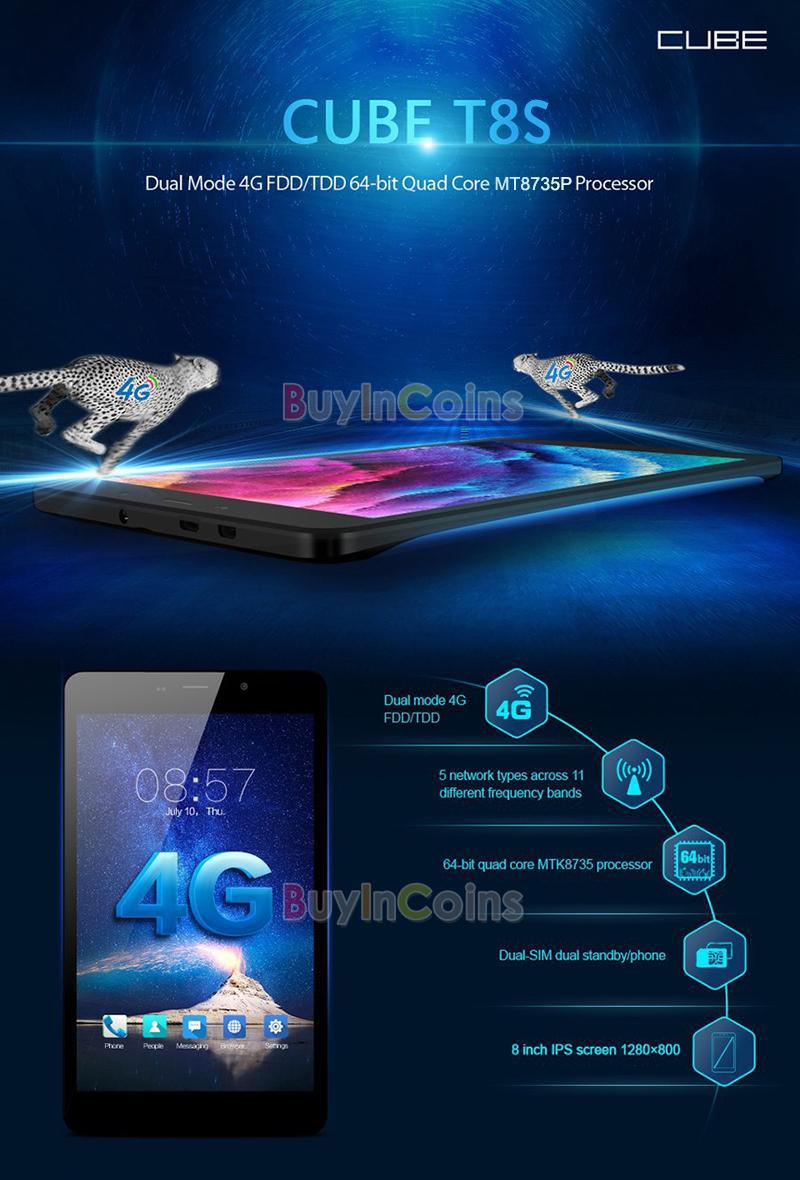 CUBE
CUBE T8S
Dual Mode 4G FDD/TDD 64-bit Quad Core MT8735P Processor
4G
4G
BuyInCoins
Dual mode 4G
FDD/TDD
4G
5 network types across 11
different frequency bands
08:57
July 10, Thu.
64-bit quad core MTK8735 processor
64bit
4G
BuyInCoins
Dual-SIM dual standby/phone
Phone People Messaging Browser Settings
8 inch IPS screen 1280×800